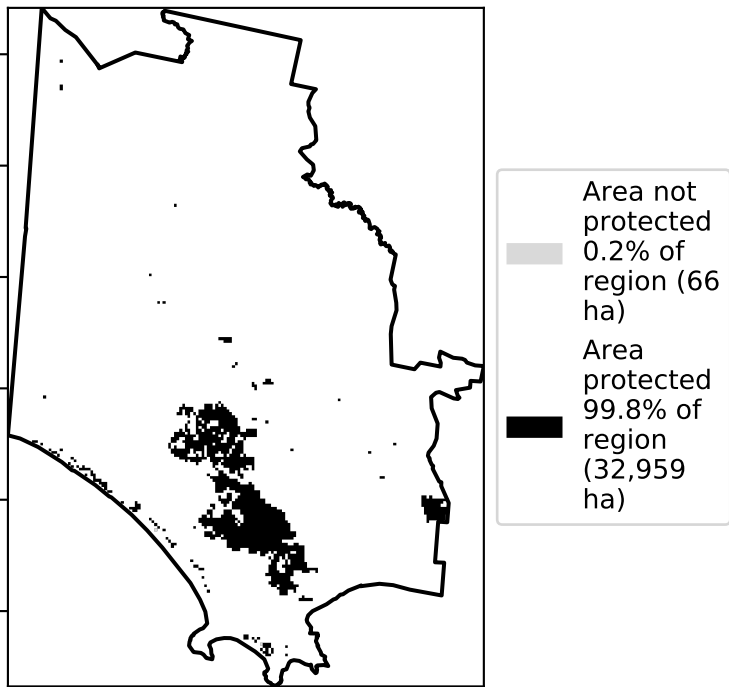 Area not
protected
0.2% of
region (66
ha)
Area
protected
99.8% of
region
(32,959
ha)